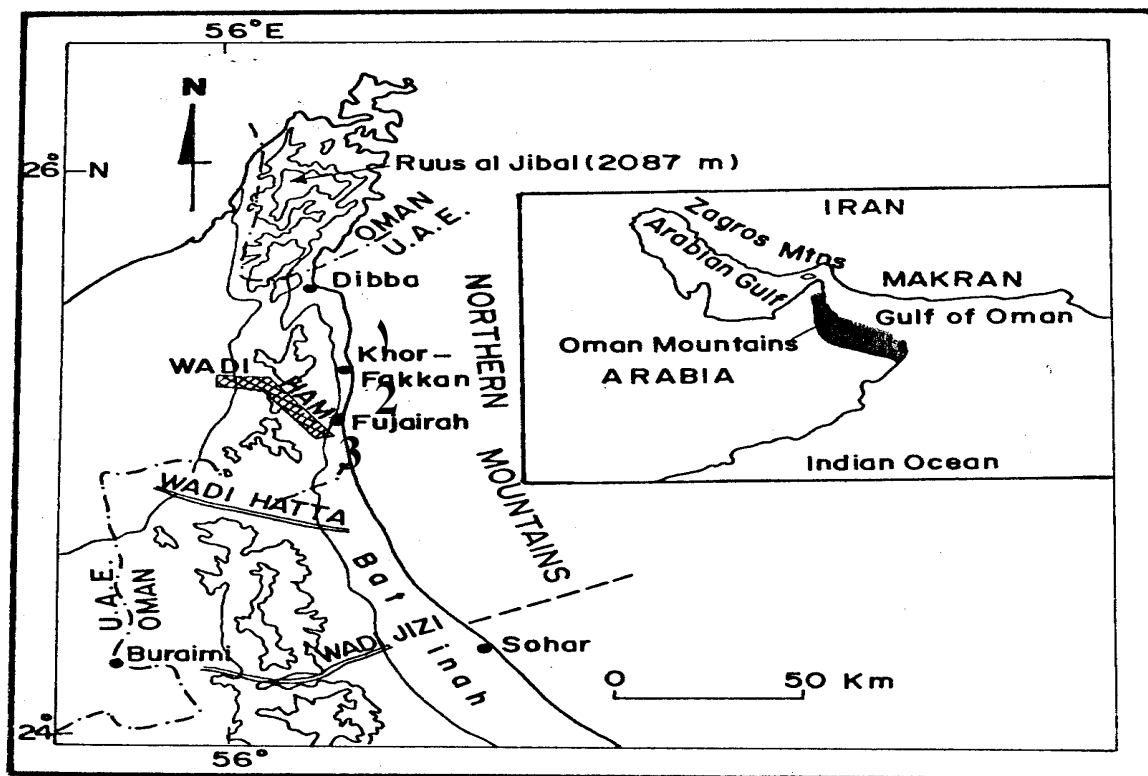 56°E
N
26° N
Ruus al Jibal (2087 m)
OMAN
U.A.E.
Dibba
NORTHERN MOUNTAINS
1
Khor-
Fakkan
WADI HAM
2
Fujairah
3
WADI HATTA
Batinah
U.A.E.
OMAN
Buraimi
WADI JIZI
Sohar
0 50 Km
24°
56°
IRAN
Zagros Mtns
Arabian Gulf
MAKRAN
Gulf of Oman
Oman Mountains
ARABIA
Indian Ocean